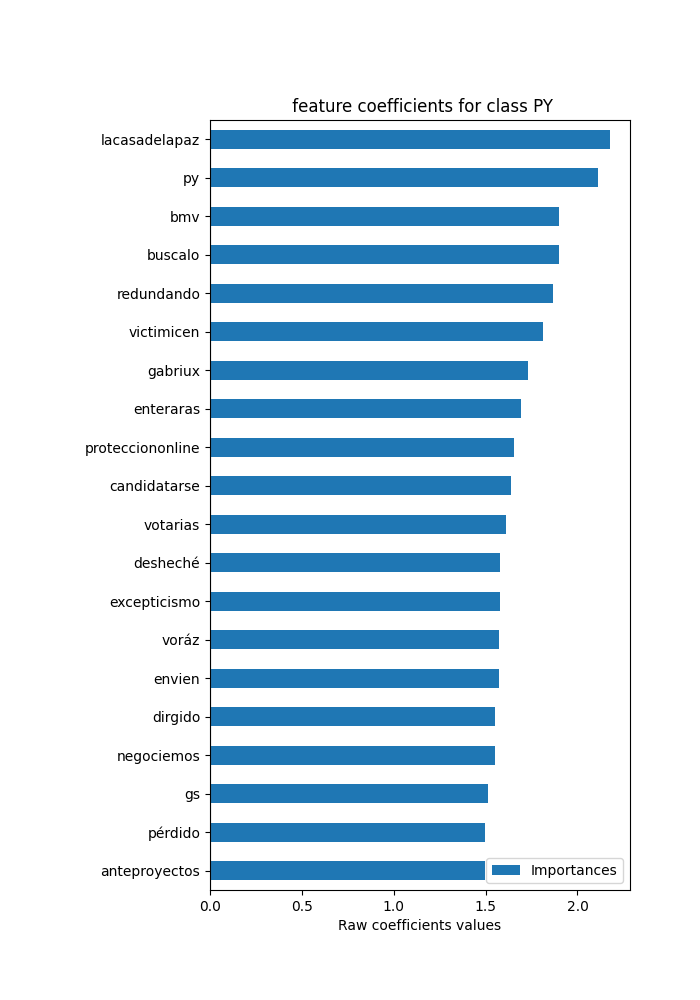 feature coefficients for class PY
lacasadelapaz
py
bmv
buscalo
redundando
victimicen
gabriux
enteraras
protecciononline
candidatarse
votarias
desheché
excepticismo
voráz
envien
dirgido
negociemos
gs
pérdido
anteproyectos
Importances
0.0 0.5 1.0 1.5 2.0
Raw coefficients values